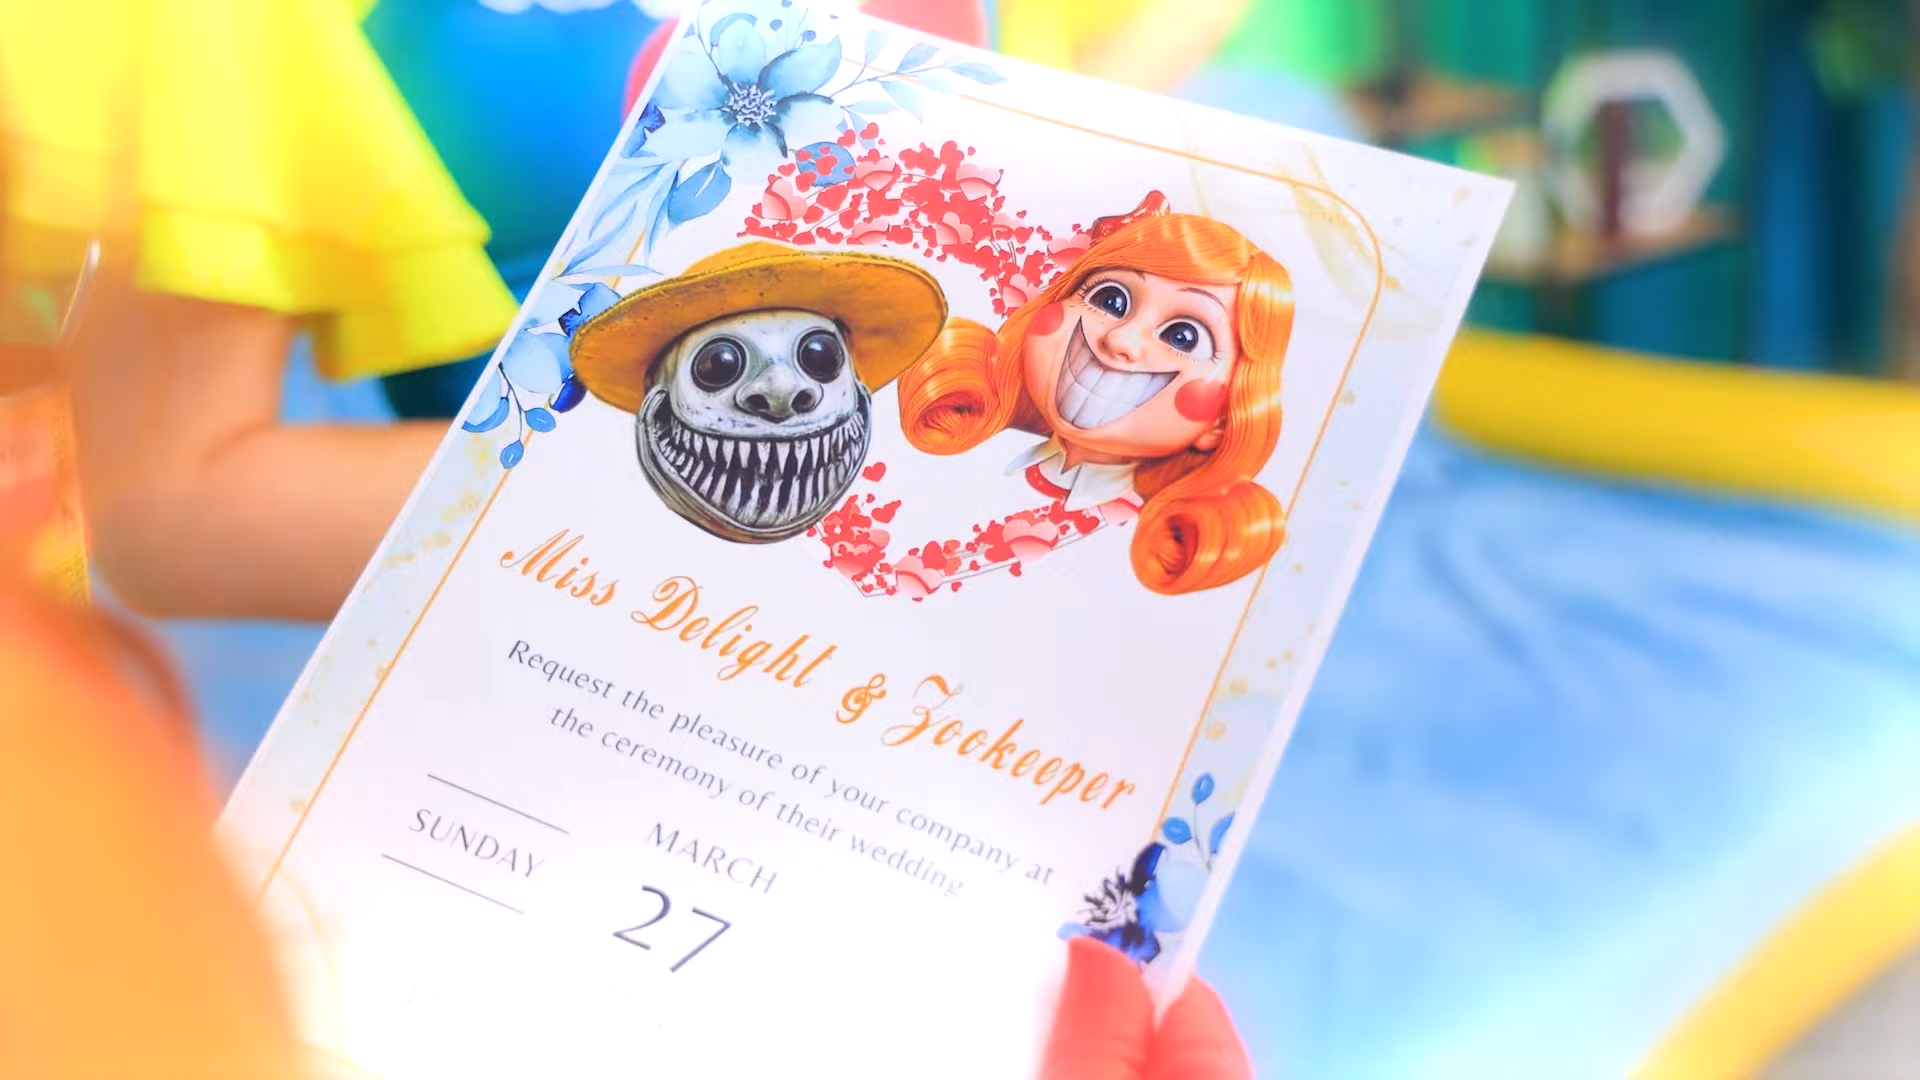 Miss Delight & Zookeeper
Request the pleasure of your company at
the ceremony of their wedding
SUNDAY
MARCH
27